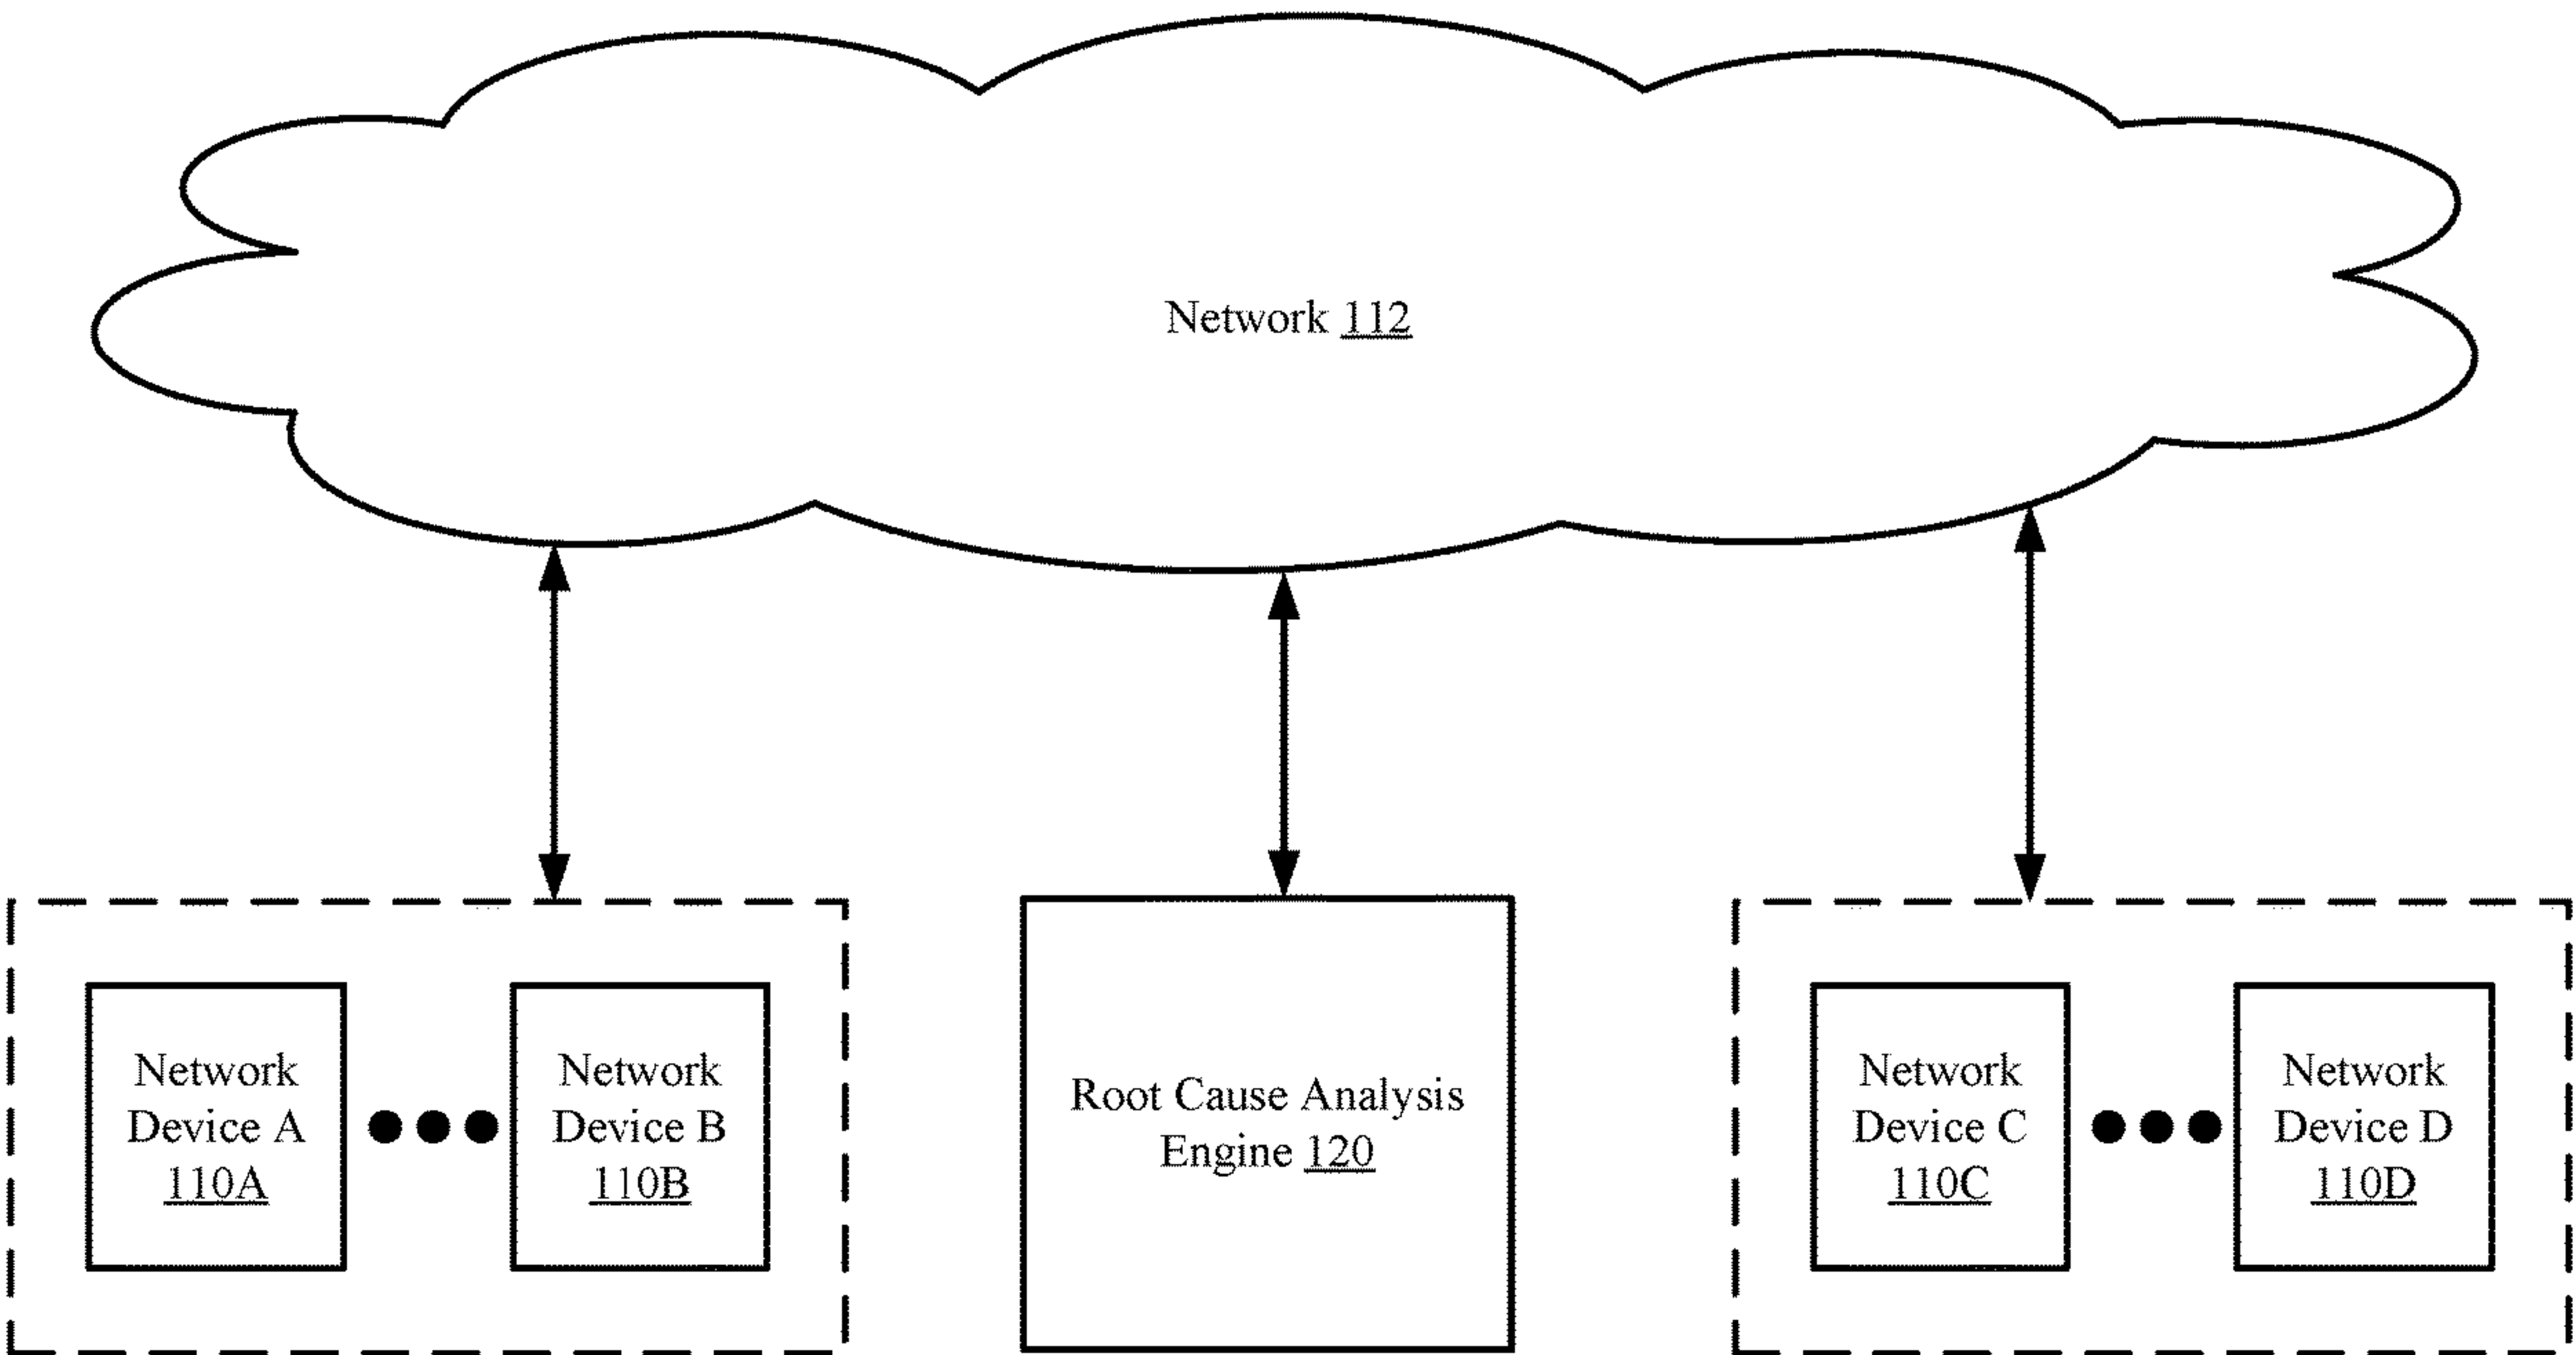 Network 112
Network
Device A
110A
Network
Device B
110B
Root Cause Analysis
Engine 120
Network
Device C
110C
Network
Device D
110D